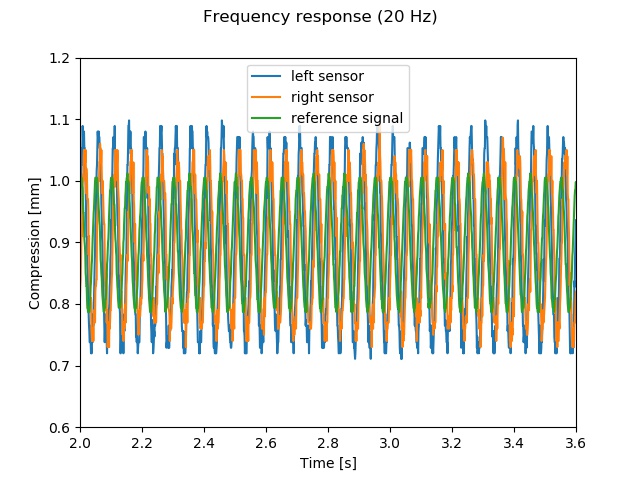 Frequency response (20 Hz)
left sensor
right sensor
reference signal
Compression [mm]
1.2
1.1
1.0
0.9
0.8
0.7
0.6
2.0 2.2 2.4 2.6 2.8 3.0 3.2 3.4 3.6
Time [s]